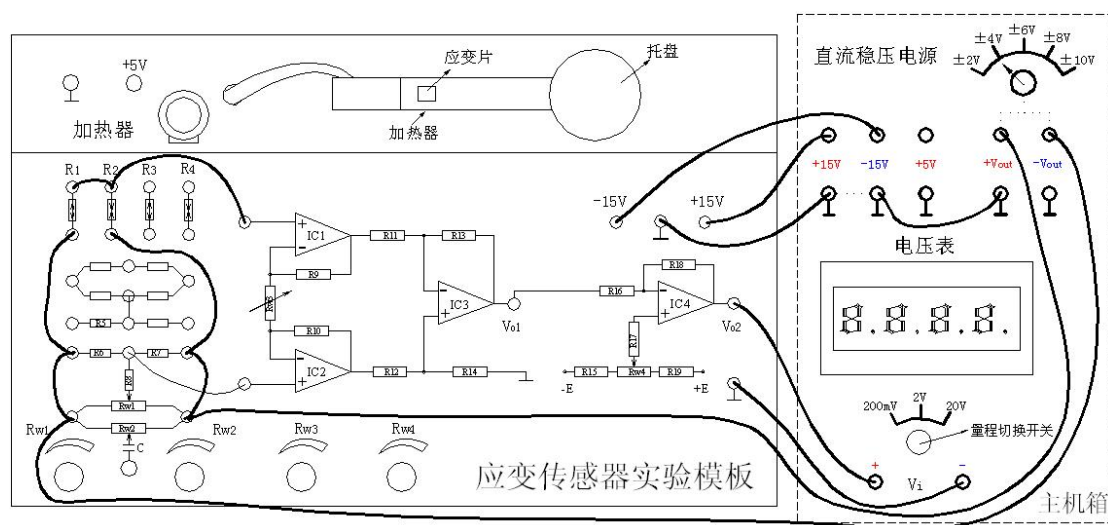 ±6V
±4V
±8V
±2V
±10V
直流稳压电源
+5V
应变片
托盘
加热器
加热器
+15V
-15V
+5V
+Vout
-Vout
R1
R2
R3
R4
-15V
+15V
IC1
R11
R13
R9
Rw3
IC3
Vo1
R16
R18
IC4
Vo2
R10
R17
R5
R6
R7
IC2
R12
R14
R15
Rw4
R19
-E
+E
R8
Rw1
Rw2
C
电压表
8.8.8.8.
200mV
2V
20V
量程切换开关
Rw1
Rw2
Rw3
Rw4
+
Vi
-
应变传感器实验模板
主机箱